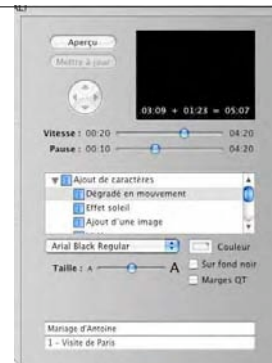 Aperçu
Mettre à jour
03:09 + 01:23 = 05:07
Vitesse : 00:20 04:20
Pause : 00:10 04:20
Ajout de caractères
Dégradé en mouvement
Effet soleil
Ajout d'une image
Arial Black Regular Couleur
Taille : A A Sur fond noir
Marges QT
Mariage d'Antoine
1 - Visite de Paris